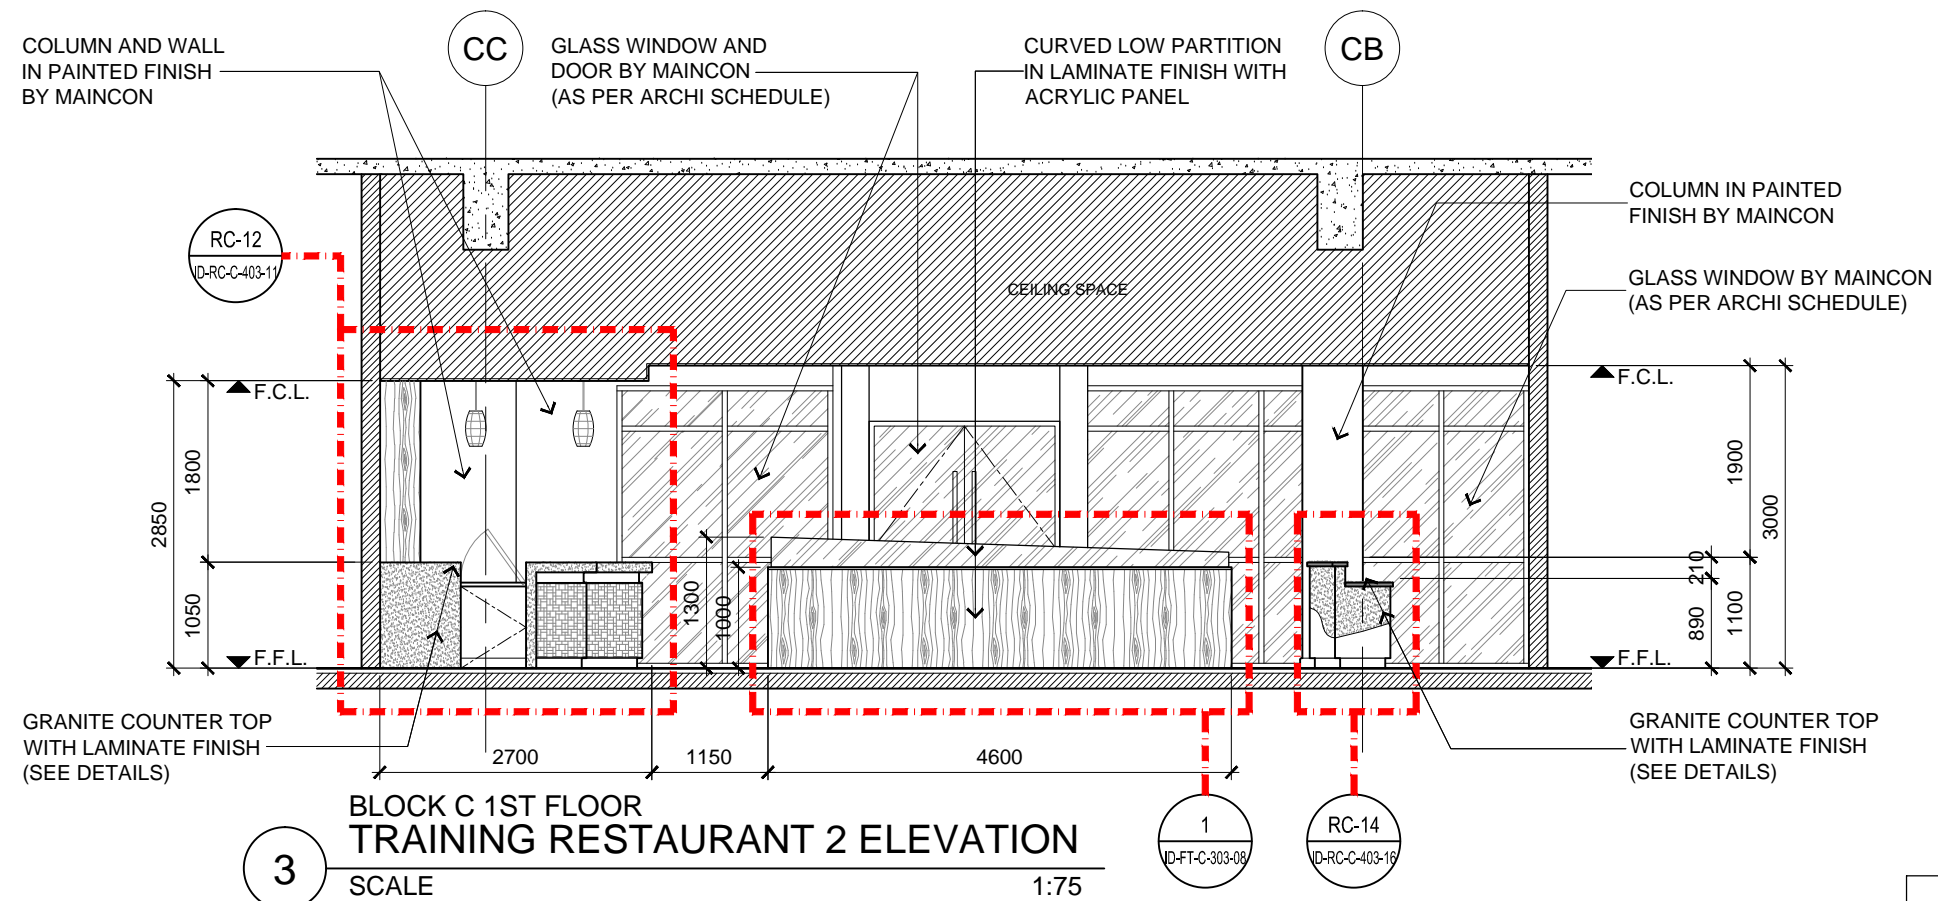 COLUMN AND WALL
IN PAINTED FINISH
BY MAINCON
CC
GLASS WINDOW AND
DOOR BY MAINCON
(AS PER ARCHI SCHEDULE)
CURVED LOW PARTITION
IN LAMINATE FINISH WITH
ACRYLIC PANEL
CB
COLUMN IN PAINTED
FINISH BY MAINCON
RC-12
ID-RC-C-403-11
CEILING SPACE
GLASS WINDOW BY MAINCON
(AS PER ARCHI SCHEDULE)
F.C.L.
F.C.L.
2850
1800
1050
1300
1000
1900
3000
210
890
1100
F.F.L.
F.F.L.
GRANITE COUNTER TOP
WITH LAMINATE FINISH
(SEE DETAILS)
2700
1150
4600
GRANITE COUNTER TOP
WITH LAMINATE FINISH
(SEE DETAILS)
BLOCK C 1ST FLOOR
3
TRAINING RESTAURANT 2 ELEVATION
SCALE
1:75
1
ID-FT-C-303-08
RC-14
ID-RC-C-403-16